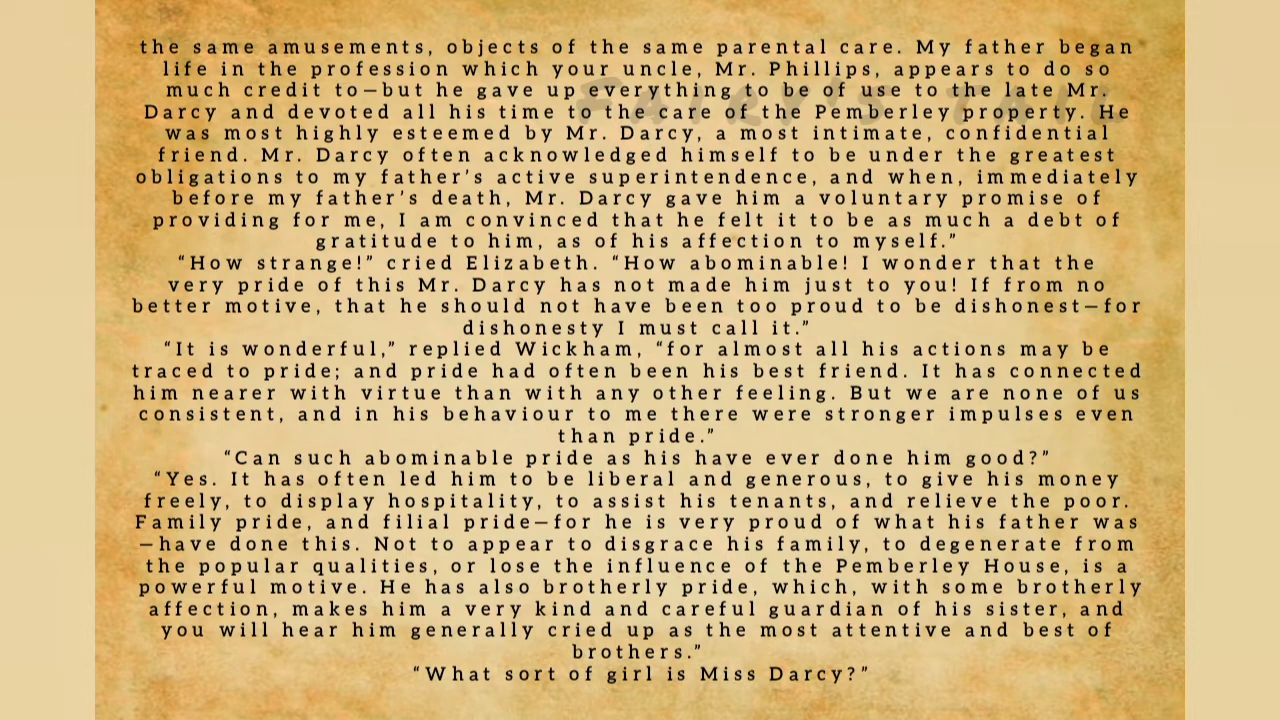 the same amusements, objects of the same parental care. My father began
life in the profession which your uncle, Mr. Phillips, appears to do so
much credit to—but he gave up everything to be of use to the late Mr.
Darcy and devoted all his time to the care of the Pemberley property. He
was most highly esteemed by Mr. Darcy, a most intimate, confidential
friend. Mr. Darcy often acknowledged himself to be under the greatest
obligations to my father’s active superintendence, and when, immediately
before my father’s death, Mr. Darcy gave him a voluntary promise of
providing for me, I am convinced that he felt it to be as much a debt of
gratitude to him, as of his affection to myself.”
“How strange!” cried Elizabeth. “How abominable! I wonder that the
very pride of this Mr. Darcy has not made him just to you! If from no
better motive, that he should not have been too proud to be dishonest—for
dishonesty I must call it.”
“It is wonderful,” replied Wickham, “for almost all his actions may be
traced to pride; and pride had often been his best friend. It has connected
him nearer with virtue than with any other feeling. But we are none of us
consistent, and in his behaviour to me there were stronger impulses even
than pride.”
“Can such abominable pride as his have ever done him good?”
“Yes. It has often led him to be liberal and generous, to give his money
freely, to display hospitality, to assist his tenants, and relieve the poor.
Family pride, and filial pride—for he is very proud of what his father was
—have done this. Not to appear to disgrace his family, to degenerate from
the popular qualities, or lose the influence of the Pemberley House, is a
powerful motive. He has also brotherly pride, which, with some brotherly
affection, makes him a very kind and careful guardian of his sister, and
you will hear him generally cried up as the most attentive and best of
brothers.”
“What sort of girl is Miss Darcy?”